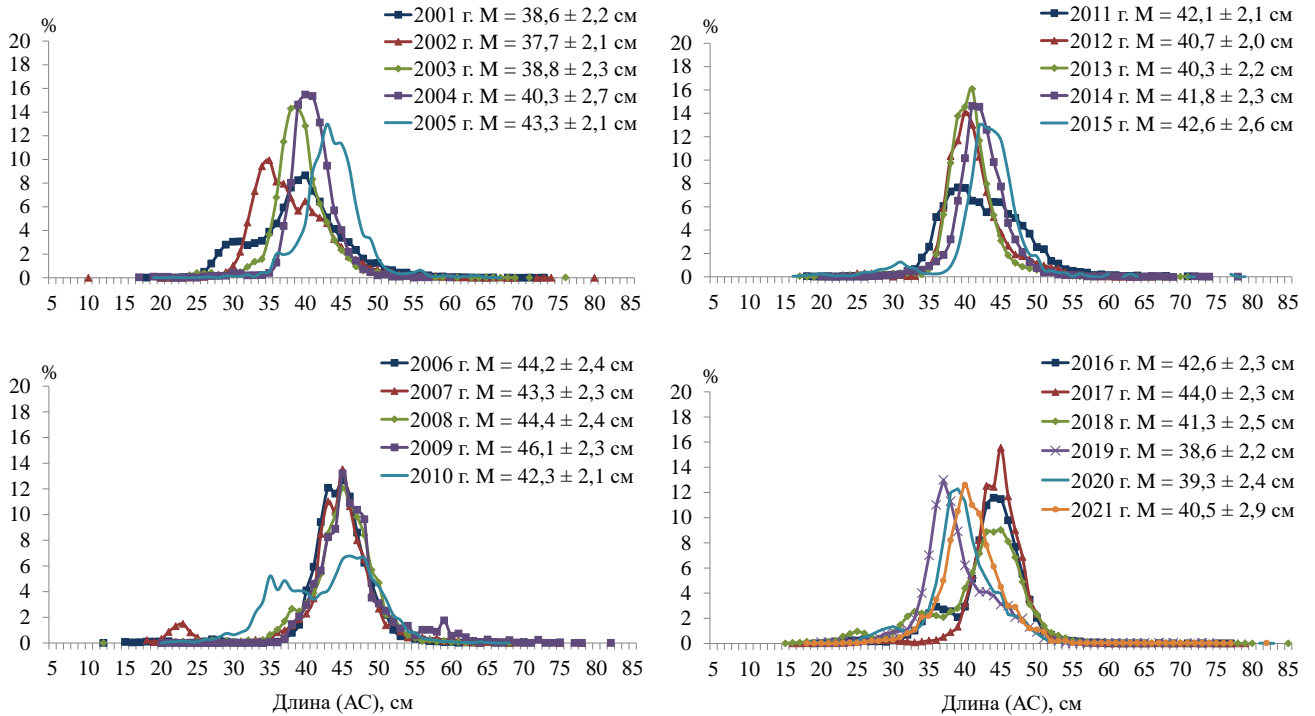 %
2001 г. М = 38,6 ± 2,2 см
2002 г. М = 37,7 ± 2,1 см
2003 г. М = 38,8 ± 2,3 см
2004 г. М = 40,3 ± 2,7 см
2005 г. М = 43,3 ± 2,1 см
20
18
16
14
12
10
8
6
4
2
0
5 10 15 20 25 30 35 40 45 50 55 60 65 70 75 80 85
%
2011 г. М = 42,1 ± 2,1 см
2012 г. М = 40,7 ± 2,0 см
2013 г. М = 40,3 ± 2,2 см
2014 г. М = 41,8 ± 2,3 см
2015 г. М = 42,6 ± 2,6 см
20
18
16
14
12
10
8
6
4
2
0
5 10 15 20 25 30 35 40 45 50 55 60 65 70 75 80 85
%
2006 г. М = 44,2 ± 2,4 см
2007 г. М = 43,3 ± 2,3 см
2008 г. М = 44,4 ± 2,4 см
2009 г. М = 46,1 ± 2,3 см
2010 г. М = 42,3 ± 2,1 см
20
18
16
14
12
10
8
6
4
2
0
5 10 15 20 25 30 35 40 45 50 55 60 65 70 75 80 85
Длина (АС), см
%
2016 г. М = 42,6 ± 2,3 см
2017 г. М = 44,0 ± 2,3 см
2018 г. М = 41,3 ± 2,5 см
2019 г. М = 38,6 ± 2,2 см
2020 г. М = 39,3 ± 2,4 см
2021 г. М = 40,5 ± 2,9 см
20
18
16
14
12
10
8
6
4
2
0
5 10 15 20 25 30 35 40 45 50 55 60 65 70 75 80 85
Длина (АС), см